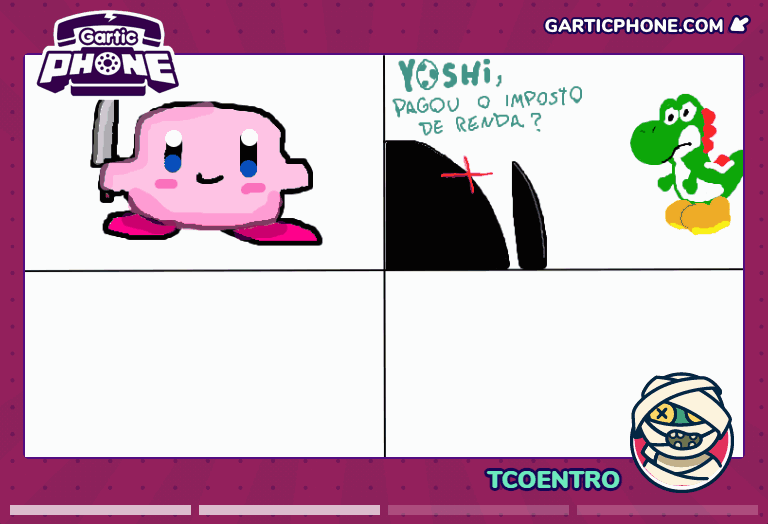 Gartic
PHONE
GARTICPHONE.COM
YOSHi,
PAGOU O IMPOSTO
DE RENDA?
TCOENTRO